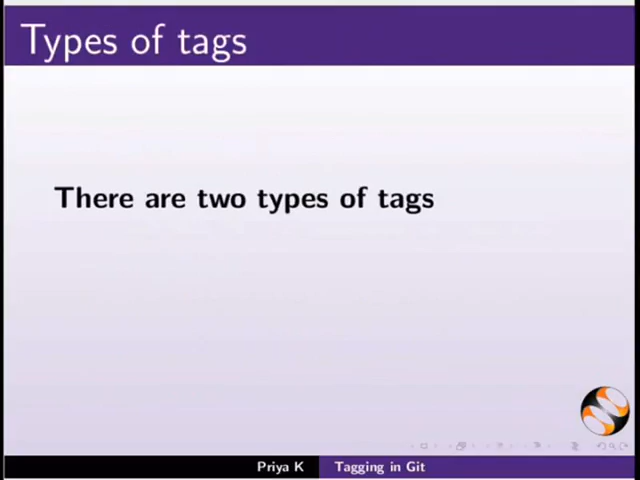 Types of tags
There are two types of tags
Priya K
Tagging in Git